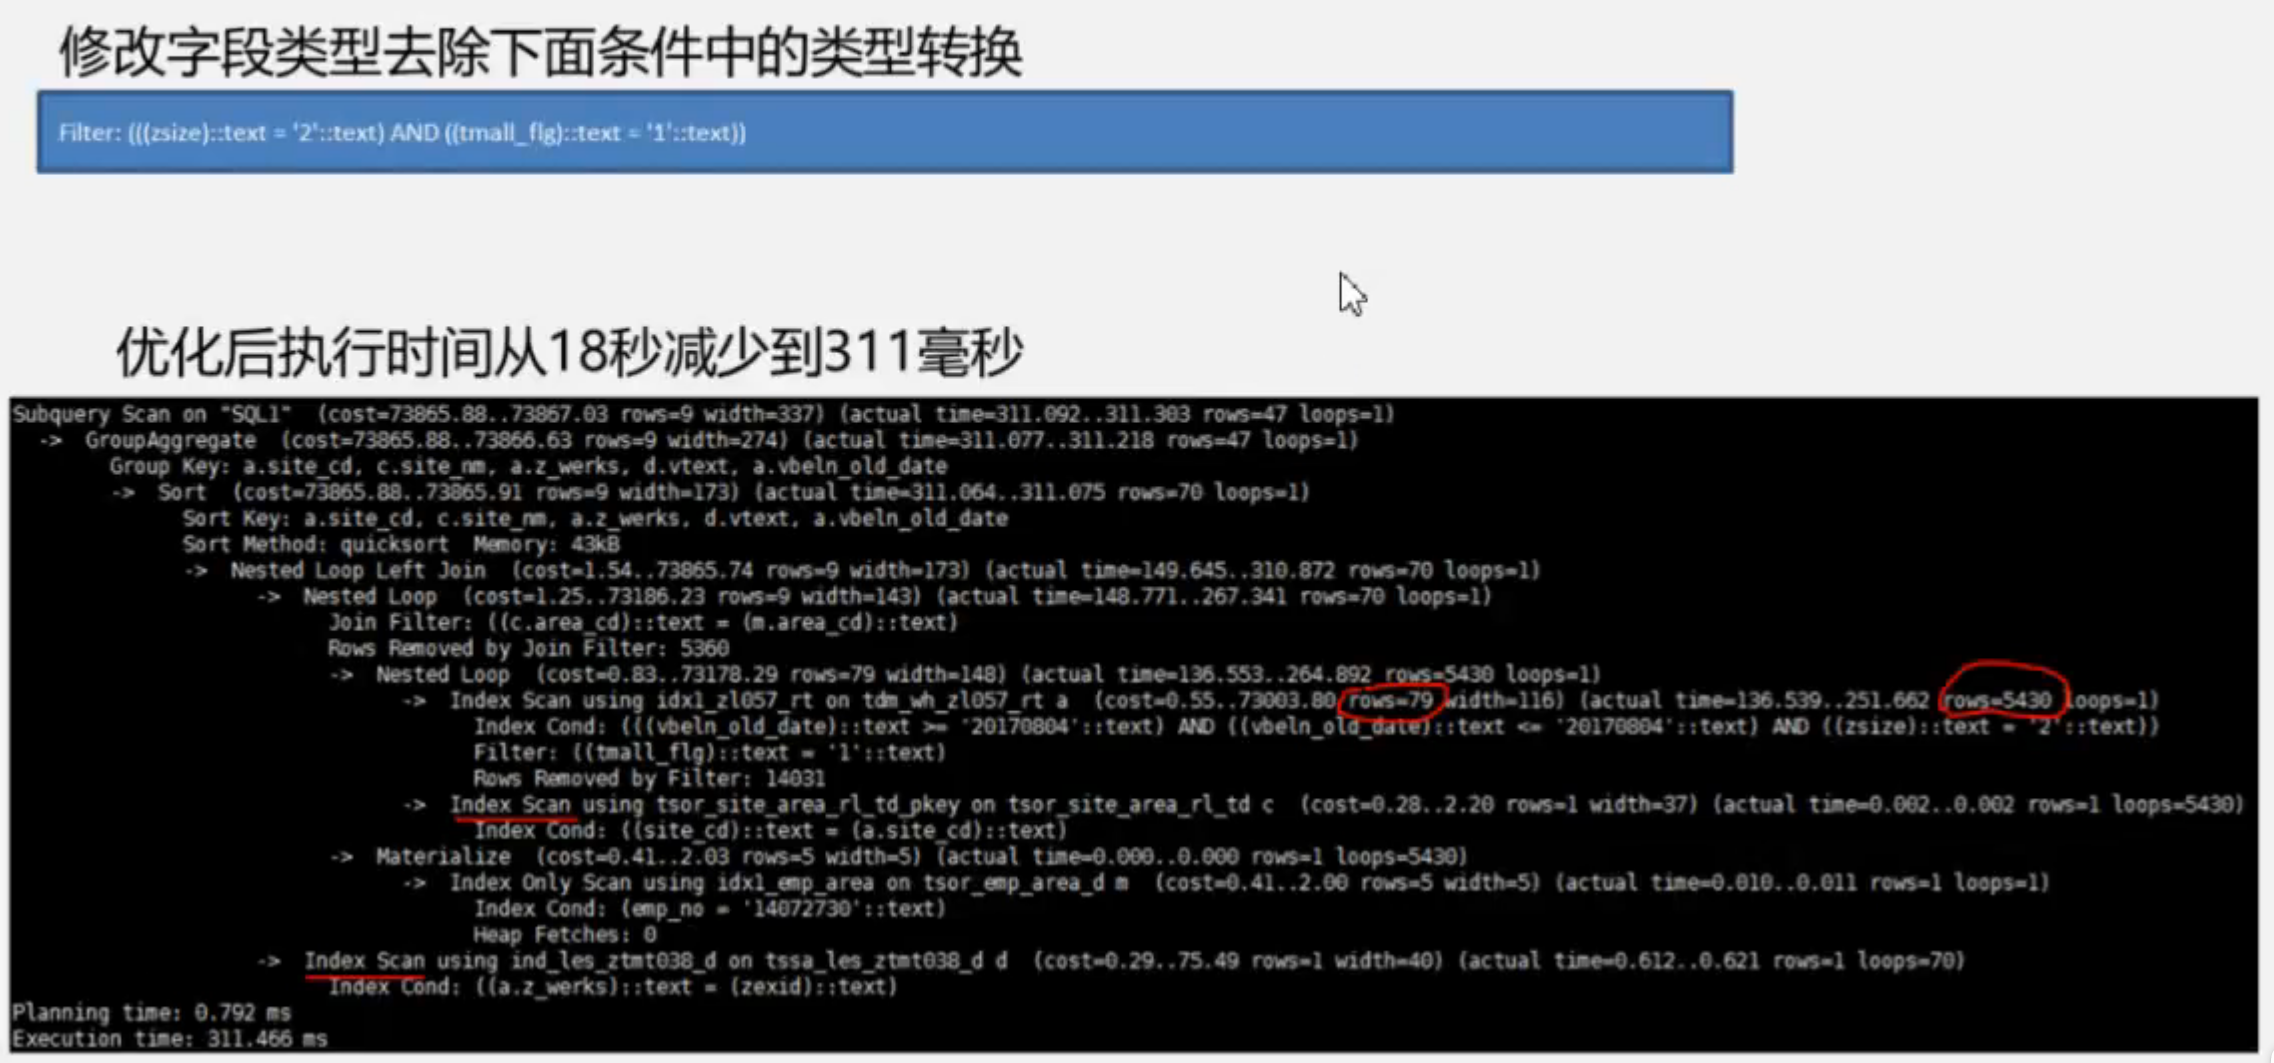 修改字段类型去除下面条件中的类型转换
Filter: (((zsize)::text = '2'::text) AND ((tmall_flg)::text = '1'::text))
优化后执行时间从18秒减少到311毫秒
Subquery Scan on "SQL1"  (cost=73865.88..73867.03 rows=9 width=337) (actual time=311.092..311.303 rows=47 loops=1)
->  GroupAggregate  (cost=73865.88..73866.63 rows=9 width=274) (actual time=311.077..311.218 rows=47 loops=1)
Group Key: a.site_cd, c.site_nm, a.z_werks, d.vtext, a.vbeln_old_date
->  Sort  (cost=73865.88..73865.91 rows=9 width=173) (actual time=311.064..311.075 rows=70 loops=1)
Sort Key: a.site_cd, c.site_nm, a.z_werks, d.vtext, a.vbeln_old_date
Sort Method: quicksort  Memory: 43kB
->  Nested Loop Left Join  (cost=1.54..73865.74 rows=9 width=173) (actual time=149.645..310.872 rows=70 loops=1)
->  Nested Loop  (cost=1.25..73186.23 rows=9 width=143) (actual time=148.771..267.341 rows=70 loops=1)
Join Filter: ((c.area_cd)::text = (m.area_cd)::text)
Rows Removed by Join Filter: 5360
->  Nested Loop  (cost=0.83..73178.29 rows=79 width=148) (actual time=136.553..264.892 rows=5430 loops=1)
->  Index Scan using idx1_zl057_rt on tdm_wh_zl057_rt a  (cost=0.55..73003.80 rows=79 width=116) (actual time=136.539..251.662 rows=5430 loops=1)
Index Cond: (((vbeln_old_date)::text >= '20170804'::text) AND ((vbeln_old_date)::text <= '20170804'::text) AND ((zsize)::text = '2'::text))
Filter: ((tmall_flg)::text = '1'::text)
Rows Removed by Filter: 14031
->  Index Scan using tsor_site_area_rl_td_pkey on tsor_site_area_rl_td c  (cost=0.28..2.20 rows=1 width=37) (actual time=0.002..0.002 rows=1 loops=5430)
Index Cond: ((site_cd)::text = (a.site_cd)::text)
->  Materialize  (cost=0.41..2.03 rows=5 width=5) (actual time=0.000..0.000 rows=1 loops=5430)
->  Index Only Scan using idx1_emp_area on tsor_emp_area_d m  (cost=0.41..2.00 rows=5 width=5) (actual time=0.010..0.011 rows=1 loops=1)
Index Cond: (emp_no = '14072730'::text)
Heap Fetches: 0
->  Index Scan using ind_les_ztmt038_d on tssa_les_ztmt038_d d  (cost=0.29..75.49 rows=1 width=40) (actual time=0.612..0.621 rows=1 loops=70)
Index Cond: ((a.z_werks)::text = (zexid)::text)
Planning time: 0.792 ms
Execution time: 311.466 ms